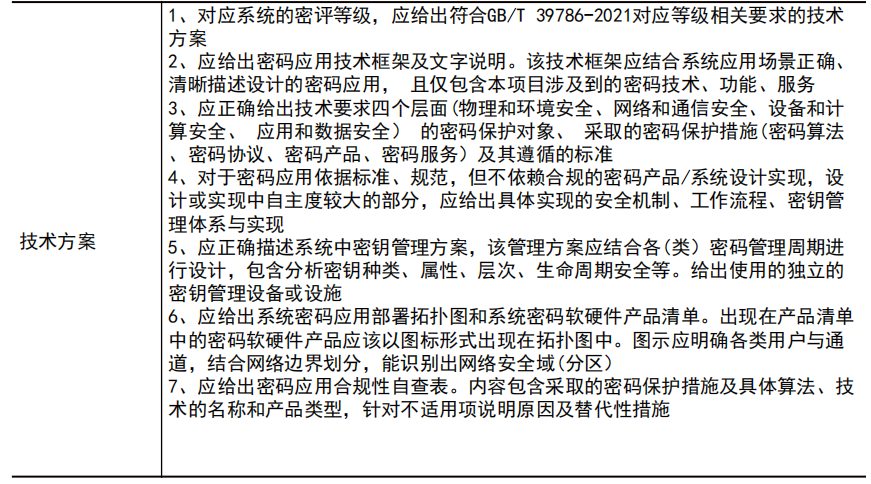 技术方案
1、对应系统的密评等级，应给出符合GB/T 39786-2021对应等级相关要求的技术
方案
2、应给出密码应用技术框架及文字说明。该技术框架应结合系统应用场景正确、
清晰描述设计的密码应用， 且仅包含本项目涉及到的密码技术、功能、服务
3、应正确给出技术要求四个层面(物理和环境安全、网络和通信安全、设备和计
算安全、 应用和数据安全） 的密码保护对象、 采取的密码保护措施(密码算法
、密码协议、密码产品、密码服务）及其遵循的标准
4、对于密码应用依据标准、规范，但不依赖合规的密码产品/系统设计实现，设
计或实现中自主度较大的部分，应给出具体实现的安全机制、工作流程、密钥管
理体系与实现
5、应正确描述系统中密钥管理方案，该管理方案应结合各(类）密码管理周期进
行设计，包含分析密钥种类、属性、层次、生命周期安全等。给出使用的独立的
密钥管理设备或设施
6、应给出系统密码应用部署拓扑图和系统密码软硬件产品清单。出现在产品清单
中的密码软硬件产品应该以图标形式出现在拓扑图中。图示应明确各类用户与通
道，结合网络边界划分，能识别出网络安全域(分区）
7、应给出密码应用合规性自查表。内容包含采取的密码保护措施及具体算法、技
术的名称和产品类型，针对不适用项说明原因及替代性措施